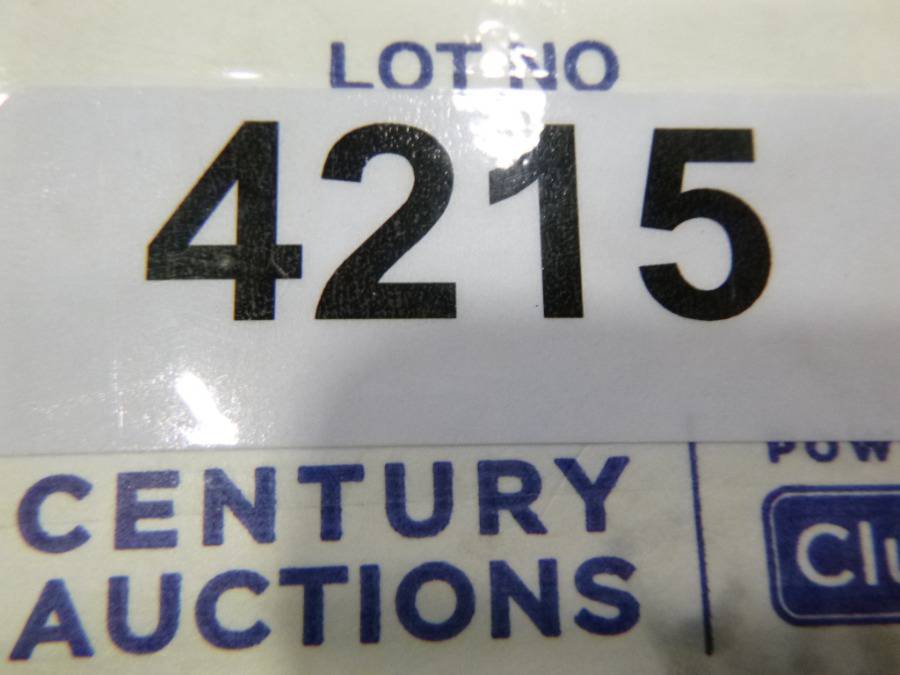 LOT NO
4215
CENTURY
AUCTIONS